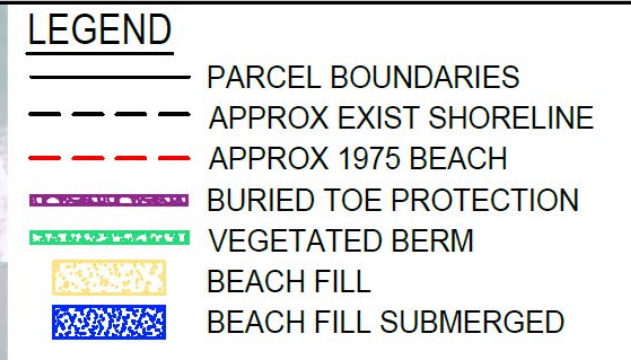 LEGEND
PARCEL BOUNDARIES
APPROX EXIST SHORELINE
APPROX 1975 BEACH
BURIED TOE PROTECTION
VEGETATED BERM
BEACH FILL
BEACH FILL SUBMERGED